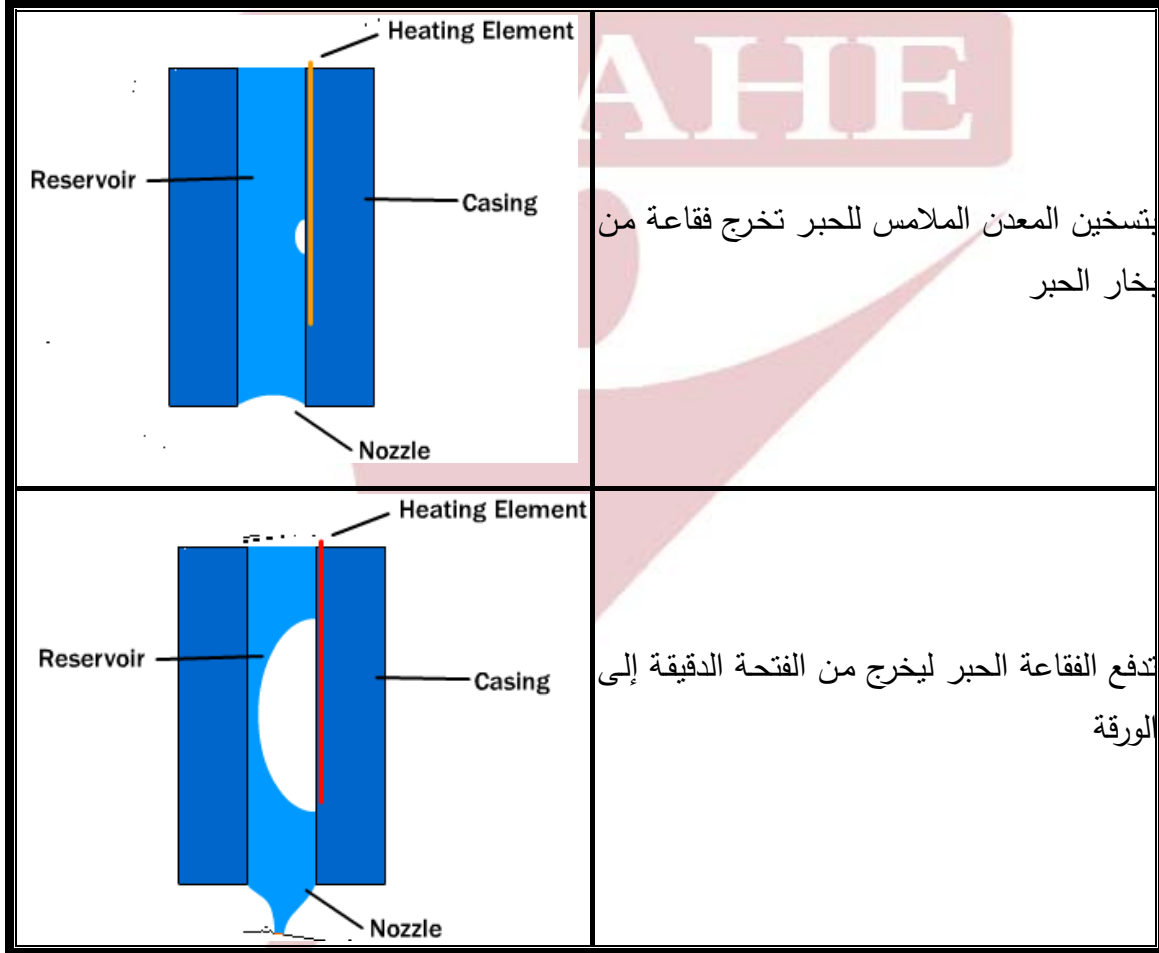 AHE
Heating Element
Reservoir
Casing
Nozzle
بتسخين المعدن الملامس للحبر تخرج فقاعة من
بخار الحبر
Heating Element
Reservoir
Casing
Nozzle
تدفع الفقاعة الحبر ليخرج من الفتحة الدقيقة إلى
الورقة